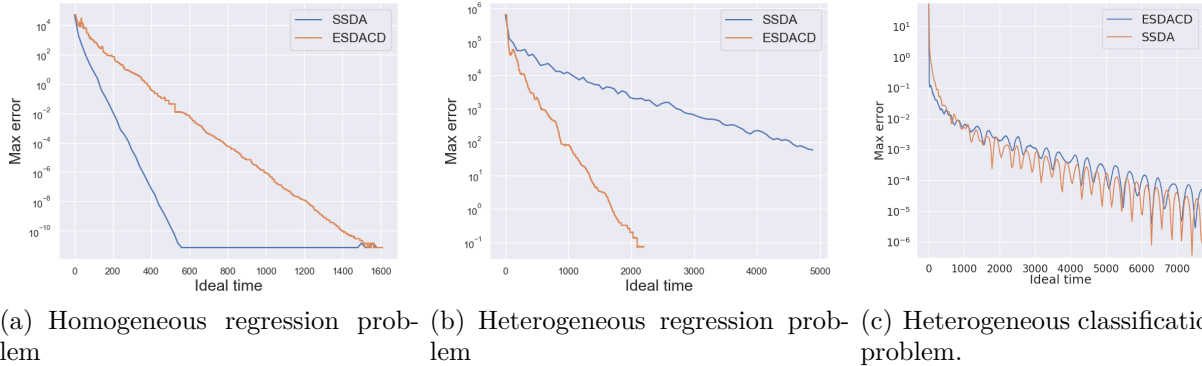 SSDA
ESDACD
10^4
10^2
10^0
10^-2
10^-4
10^-6
10^-8
10^-10
Max error
0 200 400 600 800 1000 1200 1400 1600
Ideal time
SSDA
ESDACD
10^6
10^5
10^4
10^3
10^2
10^1
10^0
10^-1
Max error
0 1000 2000 3000 4000 5000
Ideal time
ESDACD
SSDA
10^1
10^0
10^-1
10^-2
10^-3
10^-4
10^-5
10^-6
Max error
0 1000 2000 3000 4000 5000 6000 7000
Ideal time
(a) Homogeneous regression prob-
lem
(b) Heterogeneous regression prob-
lem
(c) Heterogeneous classificatio
problem.